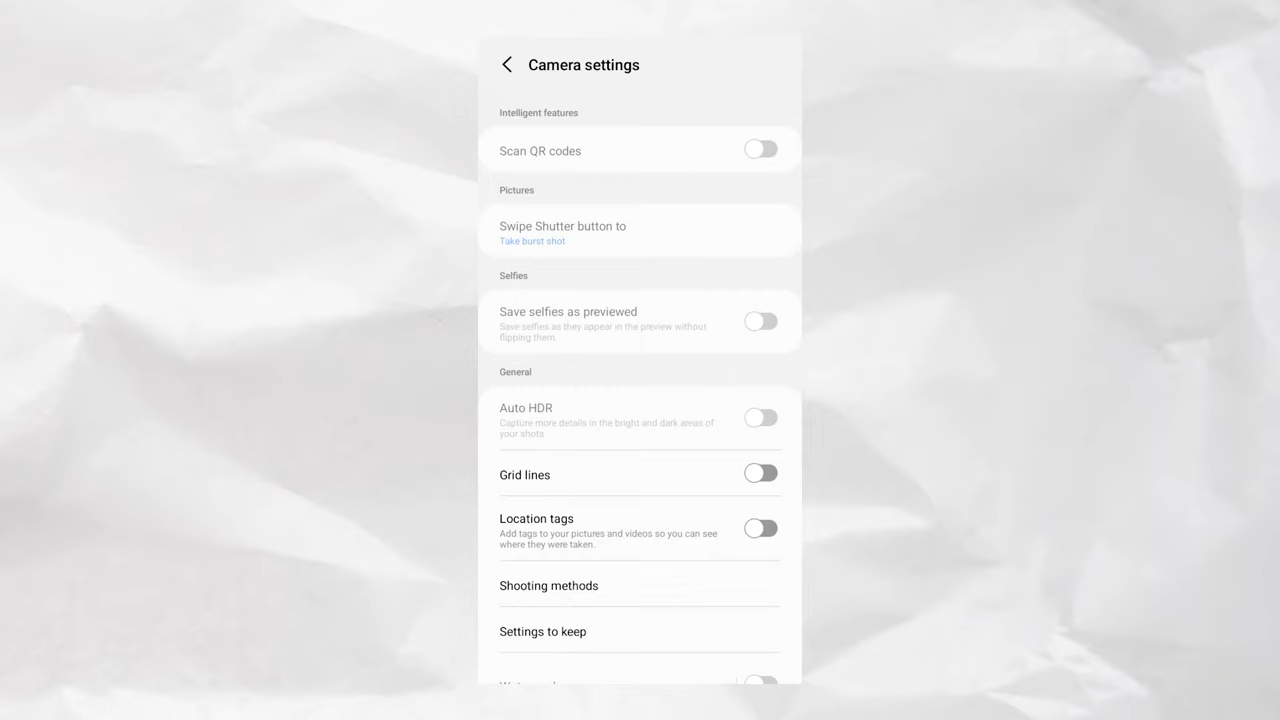 Camera settings
Intelligent features
Scan QR codes
Pictures
Swipe Shutter button to
Take burst shot
Selfies
Save selfies as previewed
Save selfies as they appear in the preview without
flipping them.
General
Auto HDR
Capture more details in the bright and dark areas of
your shots
Grid lines
Location tags
Add tags to your pictures and videos so you can see
where they were taken.
Shooting methods
Settings to keep